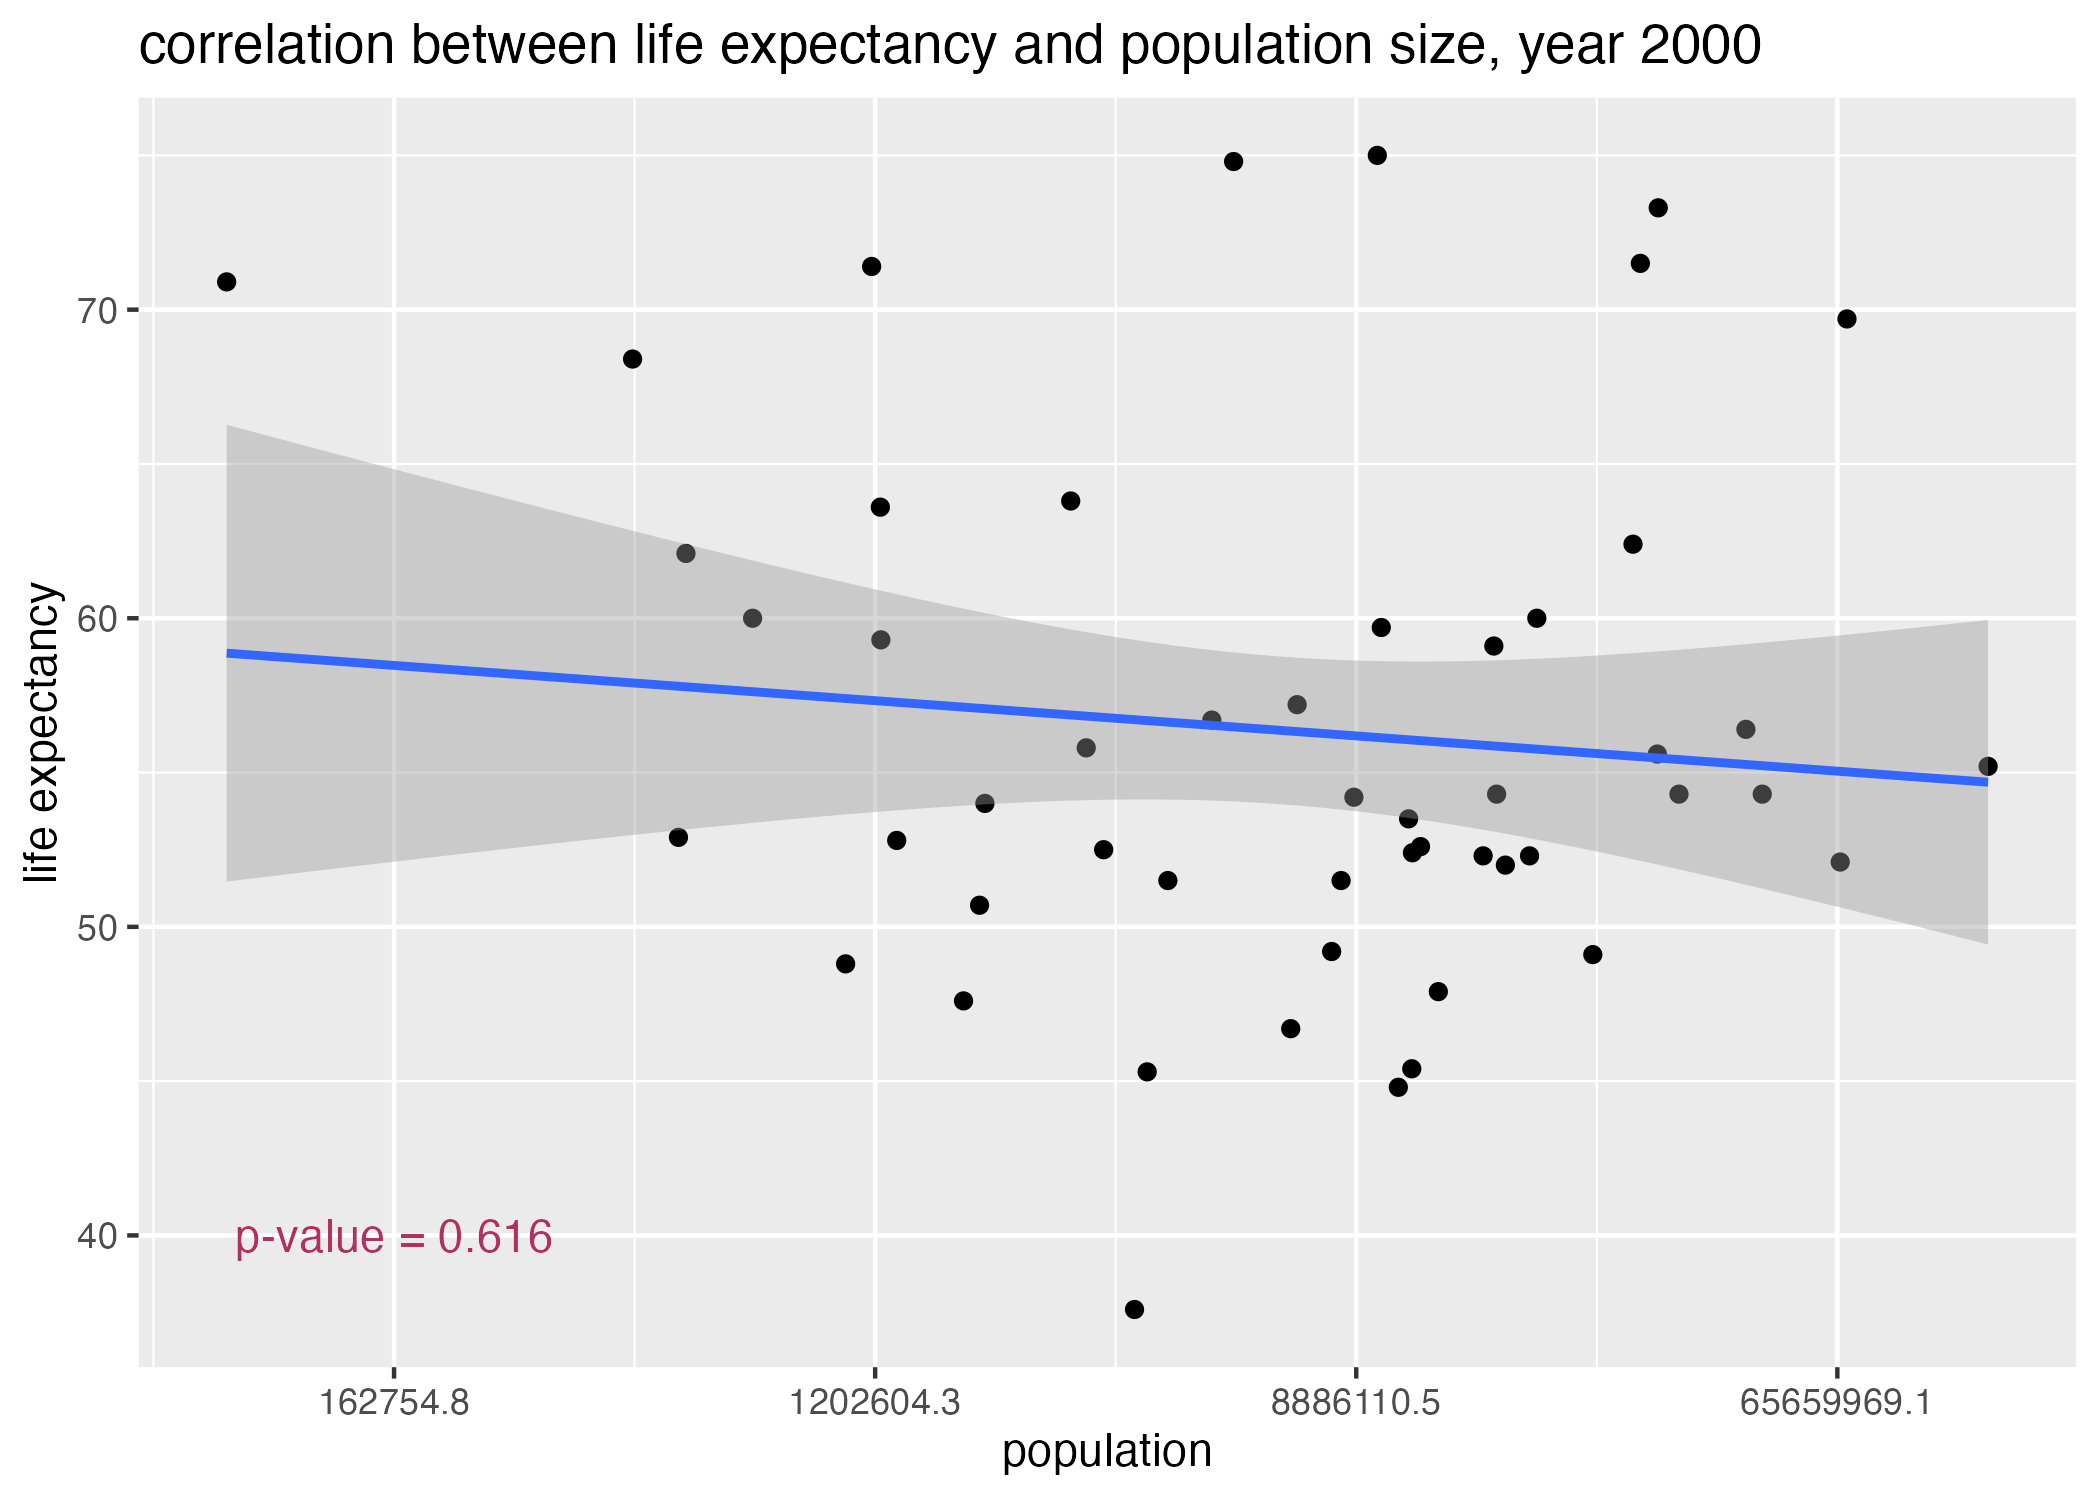 correlation between life expectancy and population size, year 2000
life expectancy
70
60
50
40
p-value = 0.616
162754.8 1202604.3 8886110.5 65659969.1
population